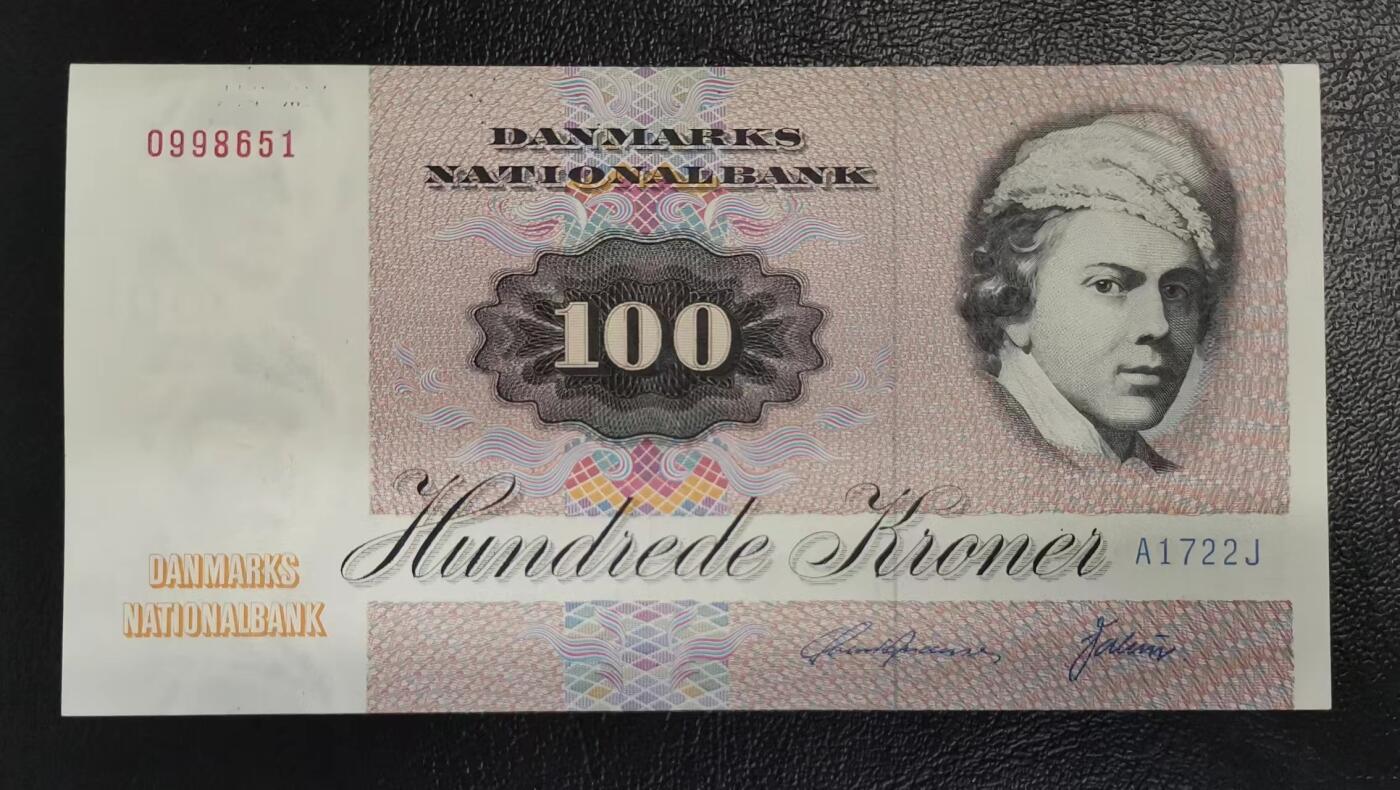 0998651
DANMARKS
NATIONALBANK
100
Hundrede Kroner
A1722J
DANMARKS
NATIONALBANK